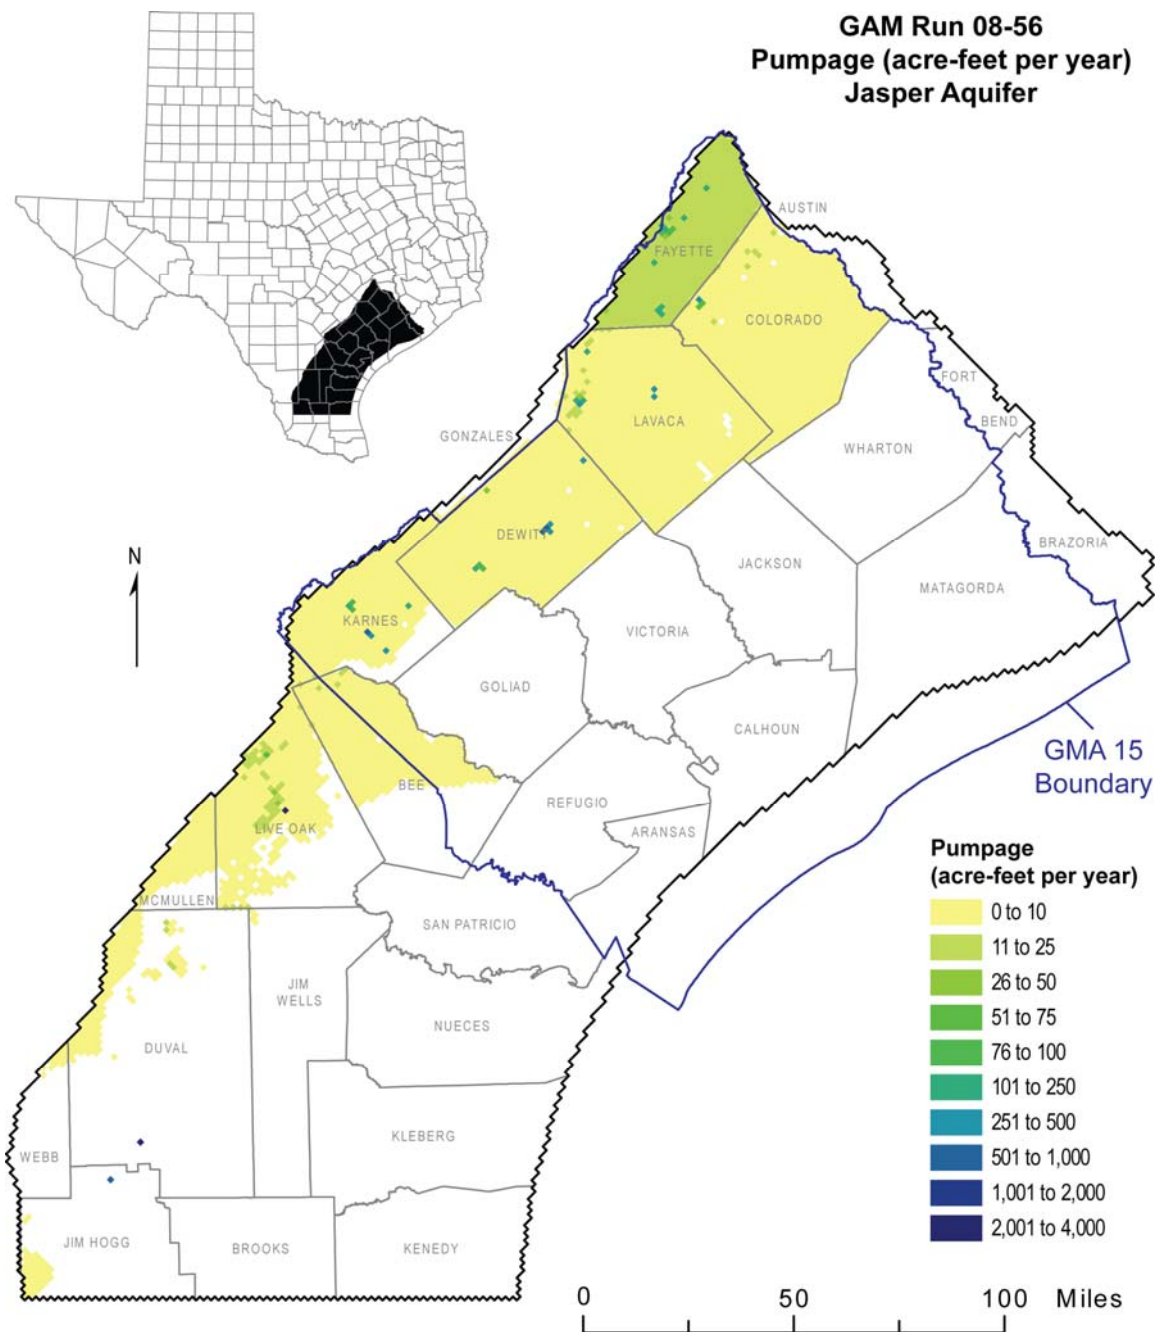 GAM Run 08-56
Pumpage (acre-feet per year)
Jasper Aquifer
AUSTIN
FAYETTE
COLORADO
FORT
BEND
GONZALES
LAVACA
WHARTON
BRAZORIA
DEWITT
JACKSON
MATAGORDA
N
KARNES
VICTORIA
GOLIAD
CALHOUN
GMA 15
Boundary
BEE
REFUGIO
ARANSAS
LIVE OAK
MCMULLEN
SAN PATRICIO
JIM
WELLS
NUECES
DUVAL
KLEBERG
WEBB
JIM HOGG
BROOKS
KENEDY
Pumpage
(acre-feet per year)
0 to 10
11 to 25
26 to 50
51 to 75
76 to 100
101 to 250
251 to 500
501 to 1,000
1,001 to 2,000
2,001 to 4,000
0 50 100 Miles